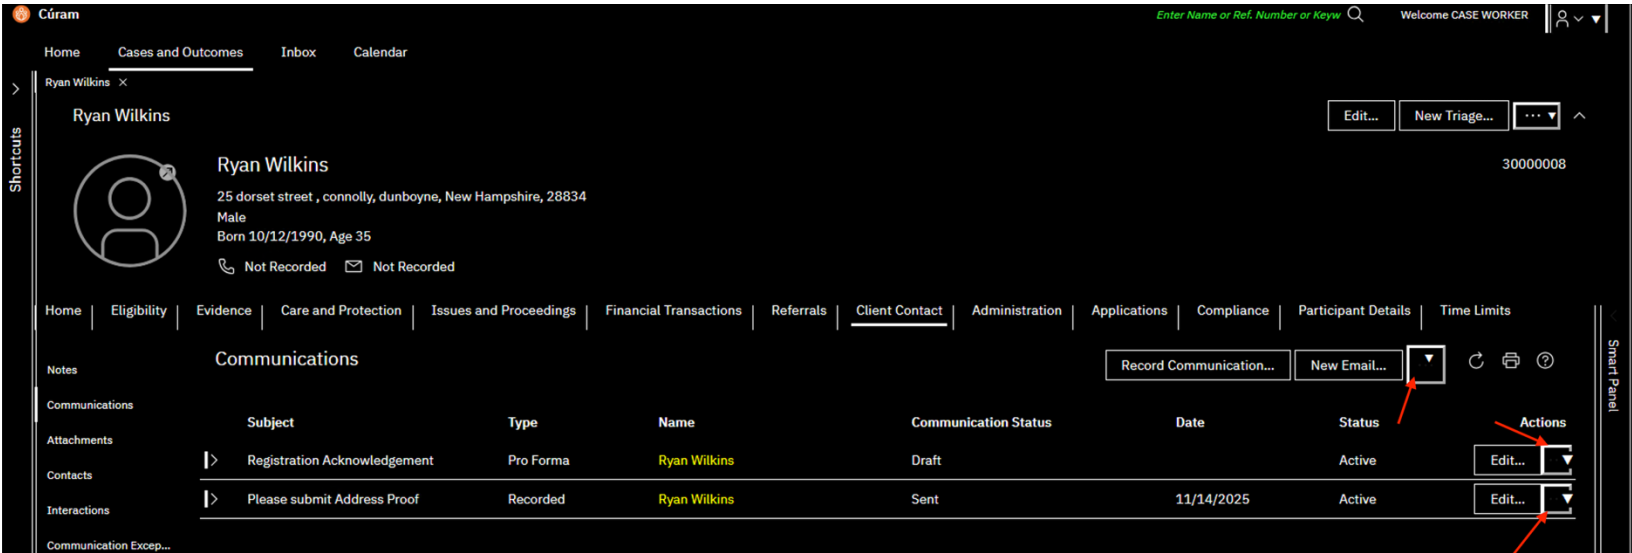 Cúram
Enter Name or Ref. Number or Keyw
Welcome CASE WORKER
Home Cases and Outcomes Inbox Calendar
Ryan Wilkins
Shortcuts
Ryan Wilkins
Edit... New Triage... ...
Ryan Wilkins
30000008
25 dorset street , connolly, dunboyne, New Hampshire, 28834
Male
Born 10/12/1990, Age 35
Not Recorded Not Recorded
Home Eligibility Evidence Care and Protection Issues and Proceedings Financial Transactions Referrals Client Contact Administration Applications Compliance Participant Details Time Limits
Smart Panel
Notes
Communications
Attachments
Contacts
Interactions
Communication Excep...
Communications
Record Communication... New Email...
Subject Type Name Communication Status Date Status Actions
Registration Acknowledgement Pro Forma Ryan Wilkins Draft Active Edit...
Please submit Address Proof Recorded Ryan Wilkins Sent 11/14/2025 Active Edit...